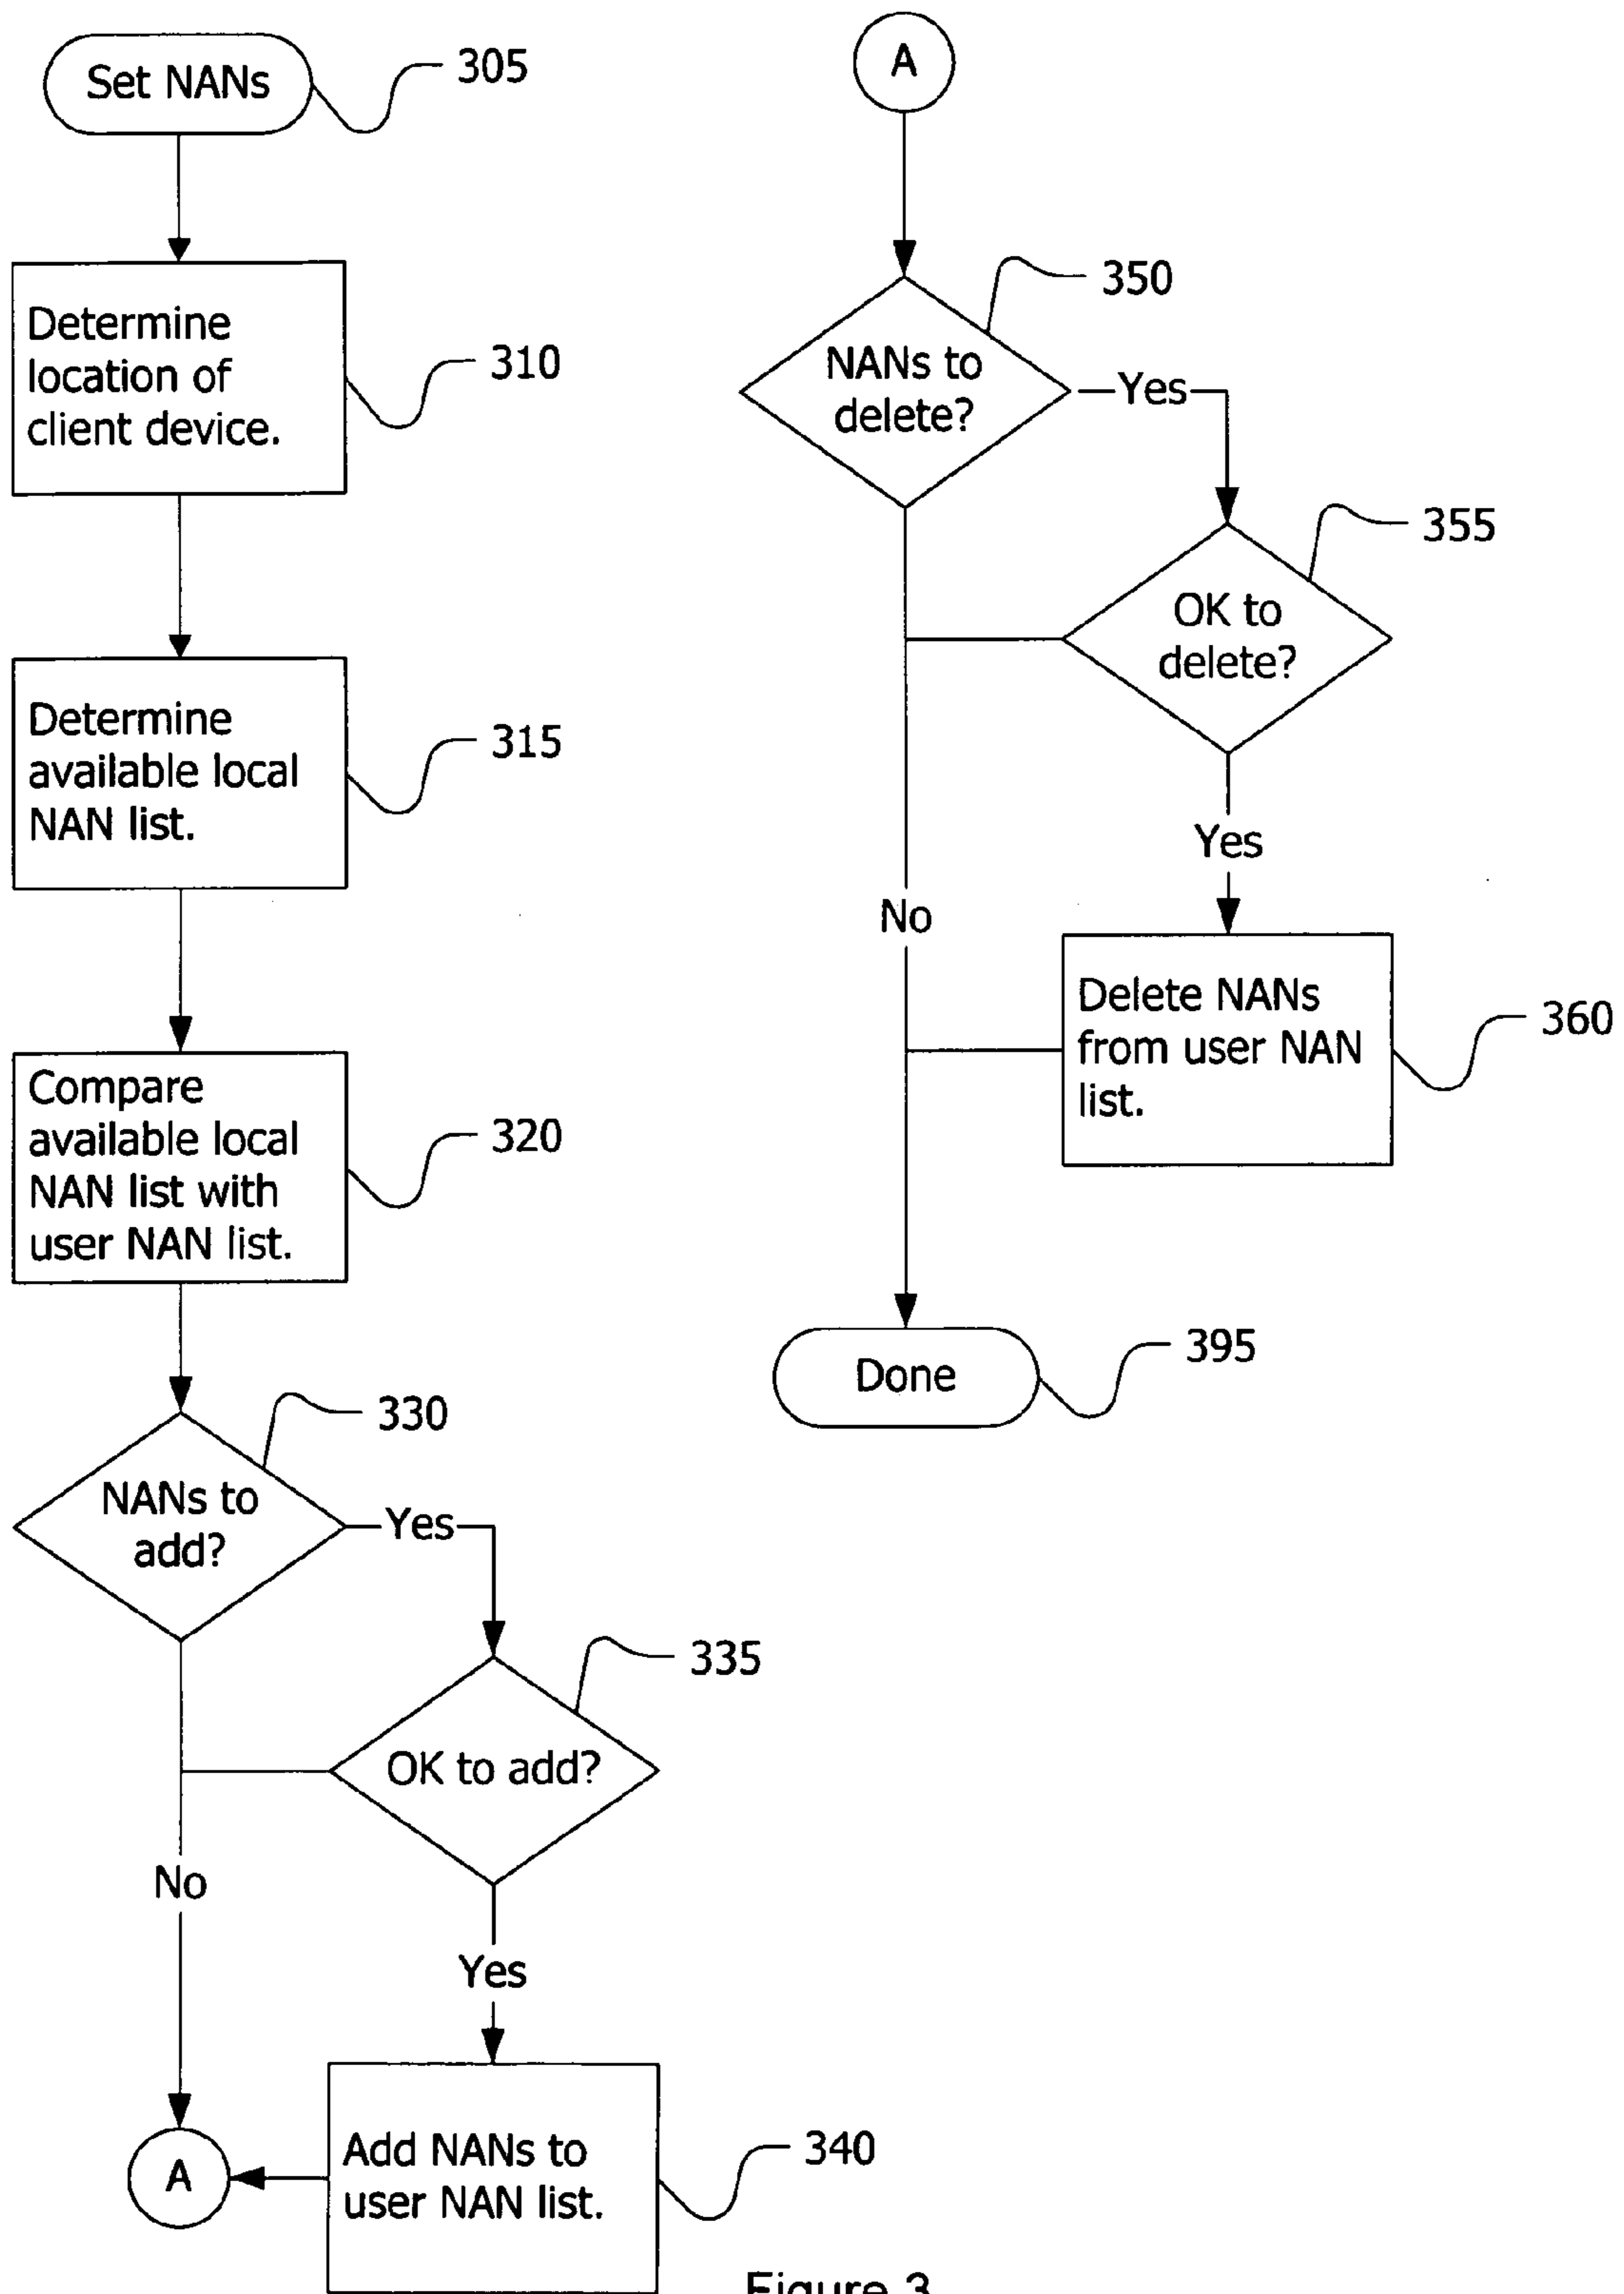 Set NANs
305
Determine
location of
client device.
310
Determine
available local
NAN list.
315
Compare
available local
NAN list with
user NAN list.
320
NANs to
add?
330
Yes
OK to add?
335
No
Yes
Add NANs to
user NAN list.
340
A
A
NANs to
delete?
350
Yes
OK to
delete?
355
Yes
No
Delete NANs
from user NAN
list.
360
Done
395
Figure 3